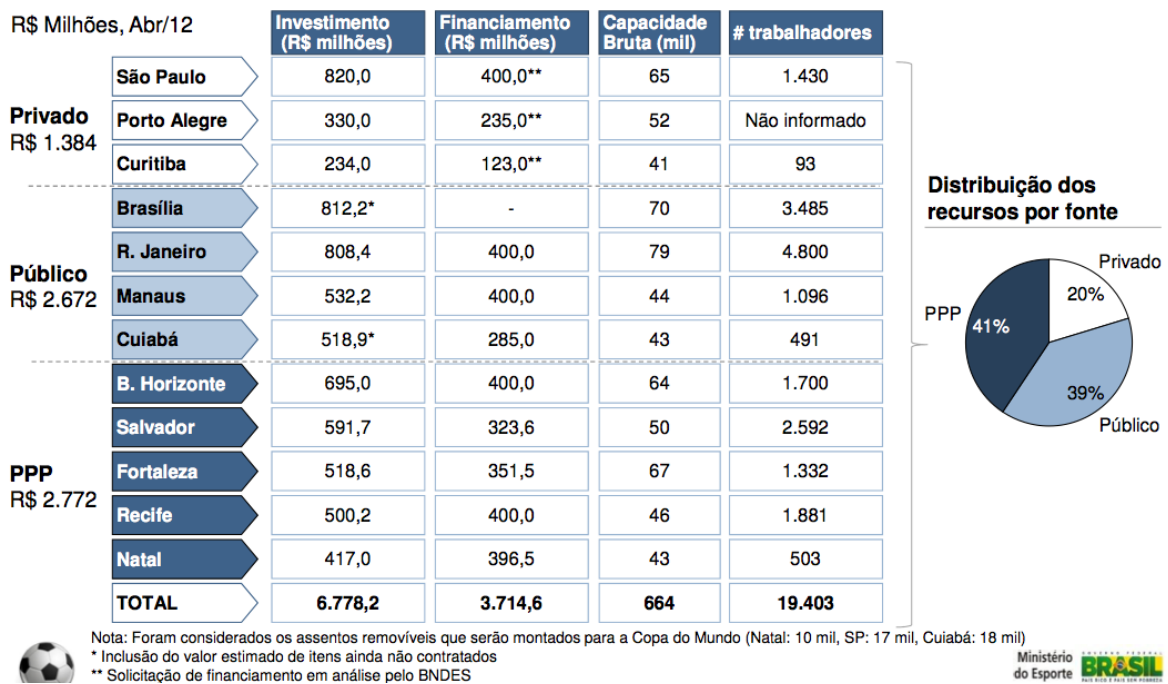 R$ Milhões, Abr/12
Investimento (R$ milhões) Financiamento (R$ milhões) Capacidade Bruta (mil) # trabalhadores
Privado
R$ 1.384
São Paulo 820,0 400,0** 65 1.430
Porto Alegre 330,0 235,0** 52 Não informado
Curitiba 234,0 123,0** 41 93
Público
R$ 2.672
Brasília 812,2* - 70 3.485
R. Janeiro 808,4 400,0 79 4.800
Manaus 532,2 400,0 44 1.096
Cuiabá 518,9* 285,0 43 491
PPP
R$ 2.772
B. Horizonte 695,0 400,0 64 1.700
Salvador 591,7 323,6 50 2.592
Fortaleza 518,6 351,5 67 1.332
Recife 500,2 400,0 46 1.881
Natal 417,0 396,5 43 503
TOTAL 6.778,2 3.714,6 664 19.403
Distribuição dos
recursos por fonte
Privado
20%
PPP
41%
39%
Público
Nota: Foram considerados os assentos removíveis que serão montados para a Copa do Mundo (Natal: 10 mil, SP: 17 mil, Cuiabá: 18 mil)
* Inclusão do valor estimado de itens ainda não contratados
** Solicitação de financiamento em análise pelo BNDES
Ministério
do Esporte
GOVERNO FEDERAL
BRASIL
PAÍS RICO É PAÍS SEM POBREZA